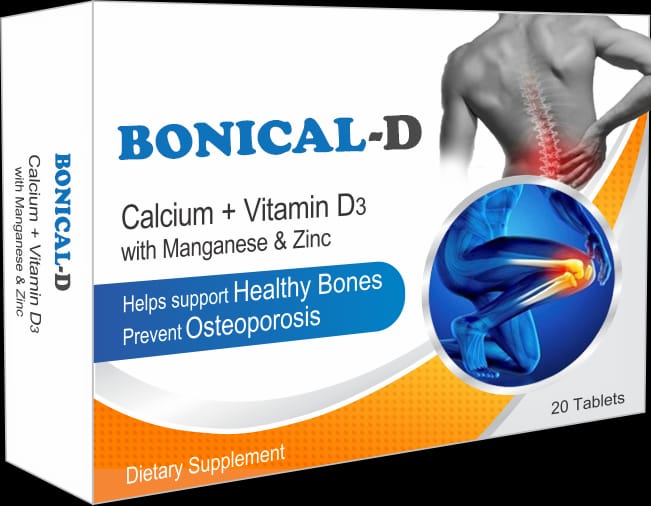 BONICAL-D
Calcium + Vitamin D3
with Manganese & Zinc
BONICAL-D
Calcium + Vitamin D3
with Manganese & Zinc
Helps support Healthy Bones
Prevent Osteoporosis
20 Tablets
Dietary Supplement